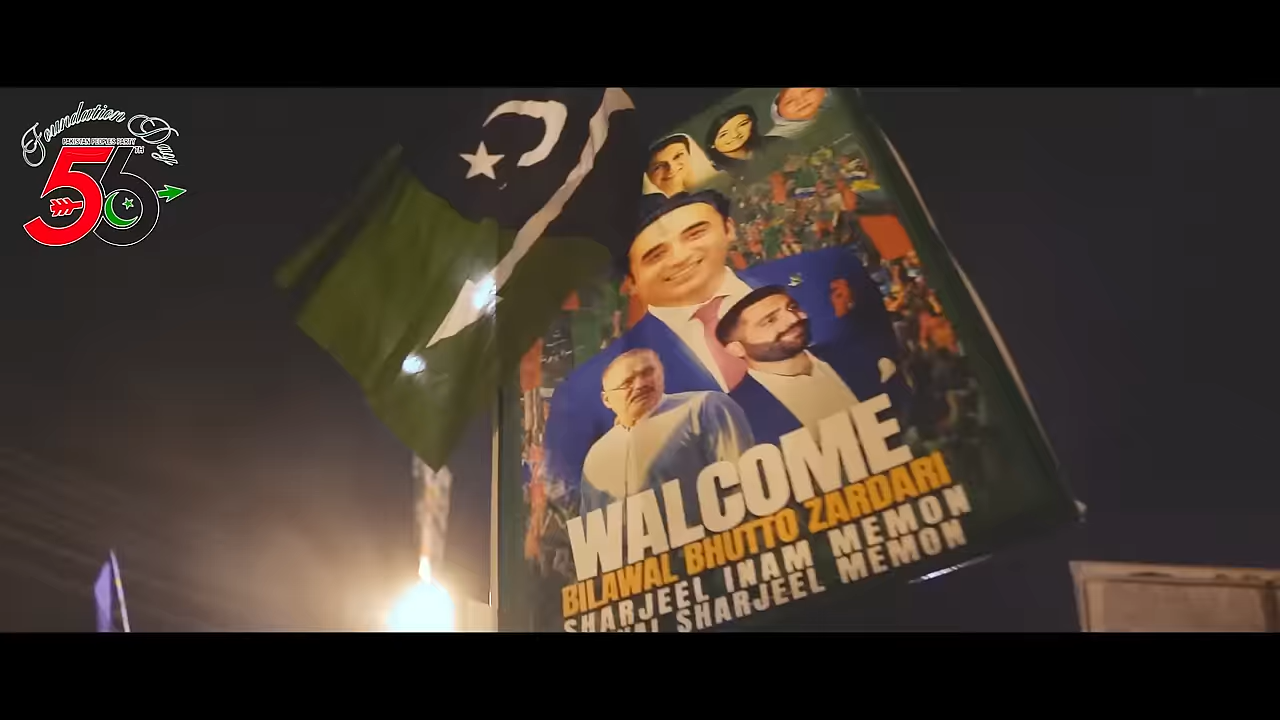 Foundation Day
PAKISTAN PEOPLES PARTY
56TH
WALCOME
BILAWAL BHUTTO ZARDARI
SHARJEEL INAM MEMON
SHARJEEL MEMON